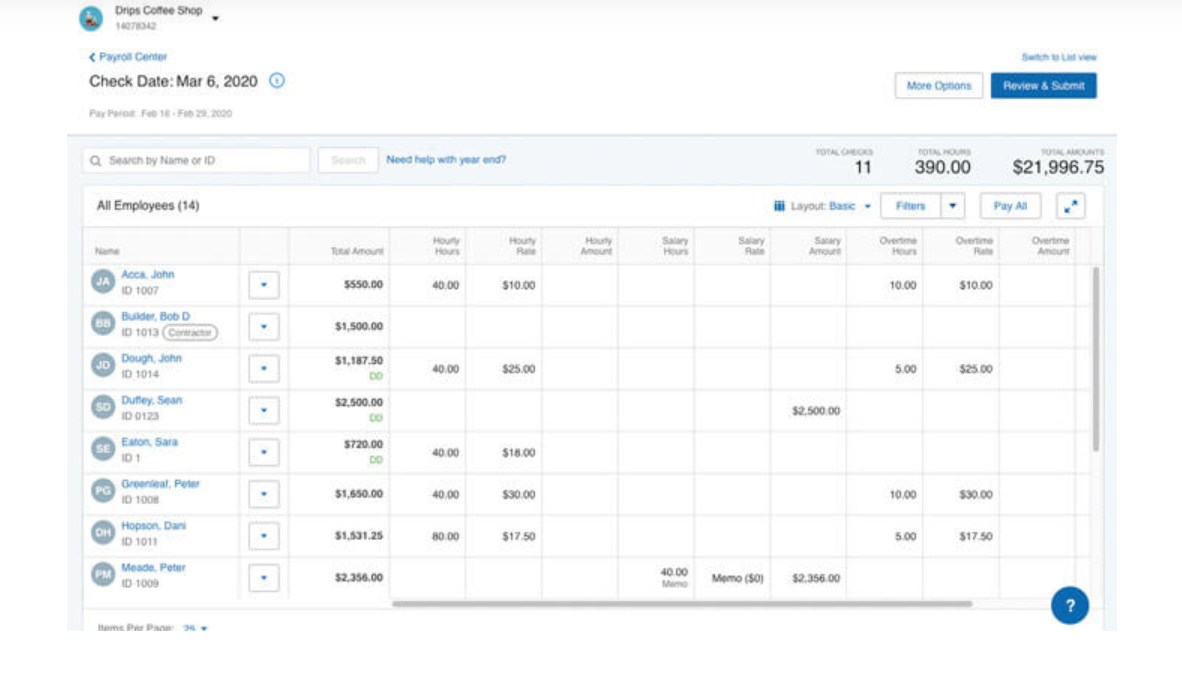 Drips Coffee Shop
14078342
Payroll Center
Switch to List view
Check Date: Mar 6, 2020
More Options
Review & Submit
Pay Period: Feb 16 - Feb 29, 2020
Search by Name or ID
Search
Need help with year end?
TOTAL CHECKS
11
TOTAL HOURS
390.00
TOTAL AMOUNTS
$21,996.75
All Employees (14)
Layout: Basic
Filters
Pay All
Name
Total Amount
Hourly Hours
Hourly Rate
Hourly Amount
Salary Hours
Salary Rate
Salary Amount
Overtime Hours
Overtime Rate
Overtime Amount
JA Acca, John
ID 1007
$550.00 40.00 $10.00 10.00 $10.00
BB Builder, Bob D
ID 1013 Contractor
$1,500.00
JD Dough, John
ID 1014
$1,187.50 40.00 $25.00 5.00 $25.00
DD
SD Duffey, Sean
ID 0123
$2,500.00 $2,500.00
DD
SE Eaton, Sara
ID 1
$720.00 40.00 $18.00
DD
PG Greenleaf, Peter
ID 1008
$1,650.00 40.00 $30.00 10.00 $30.00
DH Hopson, Dani
ID 1011
$1,531.25 80.00 $17.50 5.00 $17.50
PM Meade, Peter
ID 1009
$2,356.00 40.00 Memo ($0) $2,356.00
Memo
?
Items Per Page: 25